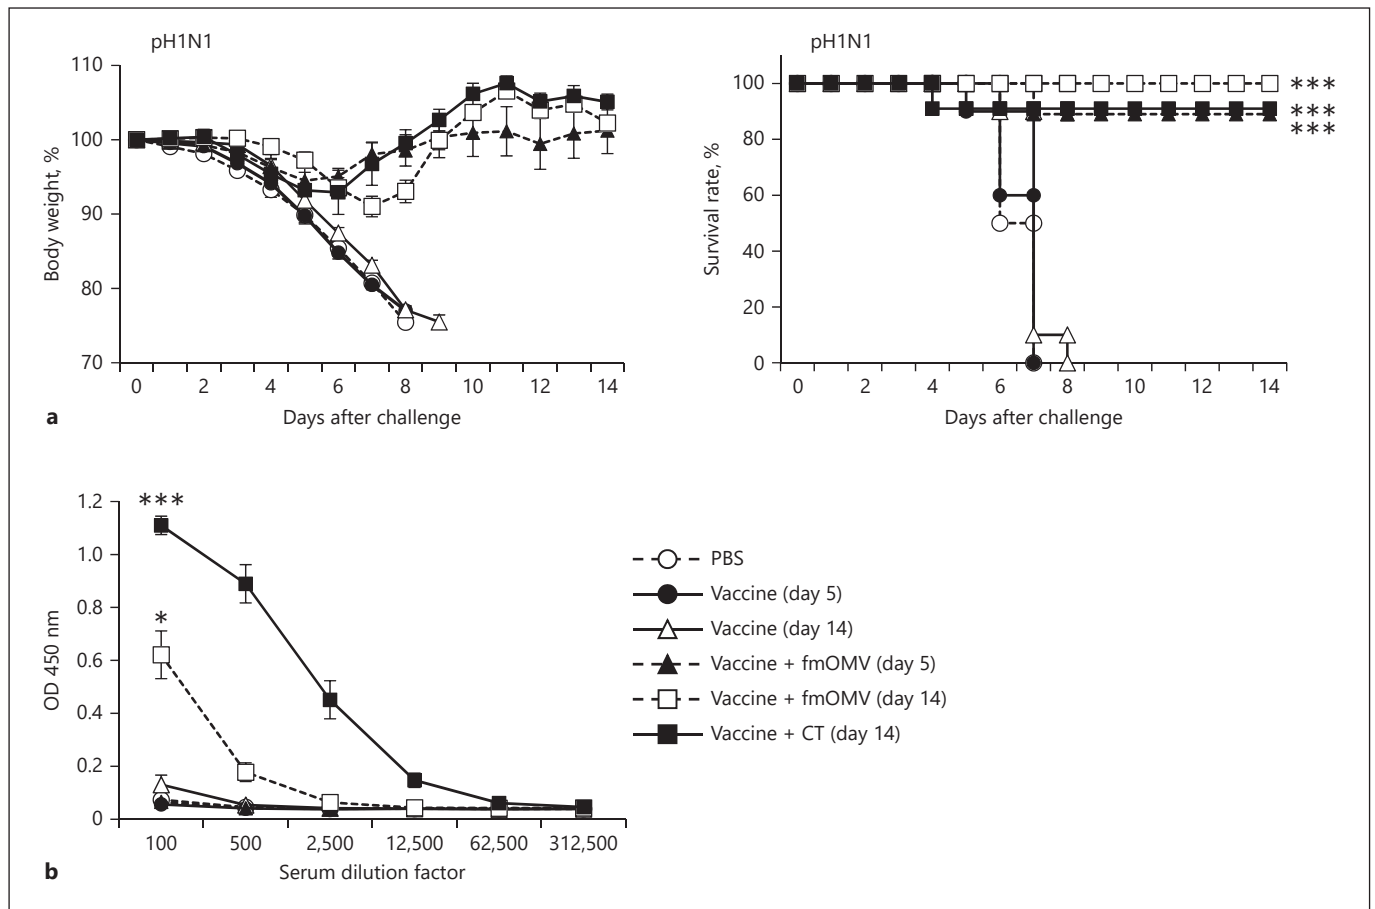 pH1N1
110
100
90
80
70
Body weight, %
0 2 4 6 8 10 12 14
Days after challenge
a
pH1N1
100
80
60
40
20
0
Survival rate, %
∗∗∗
∗∗∗
∗∗∗
0 2 4 6 8 10 12 14
Days after challenge
1.2
1.0
0.8
0.6
0.4
0.2
0
OD 450 nm
∗∗∗
∗
100 500 2,500 12,500 62,500 312,500
Serum dilution factor
b
PBS
Vaccine (day 5)
Vaccine (day 14)
Vaccine + fmOMV (day 5)
Vaccine + fmOMV (day 14)
Vaccine + CT (day 14)